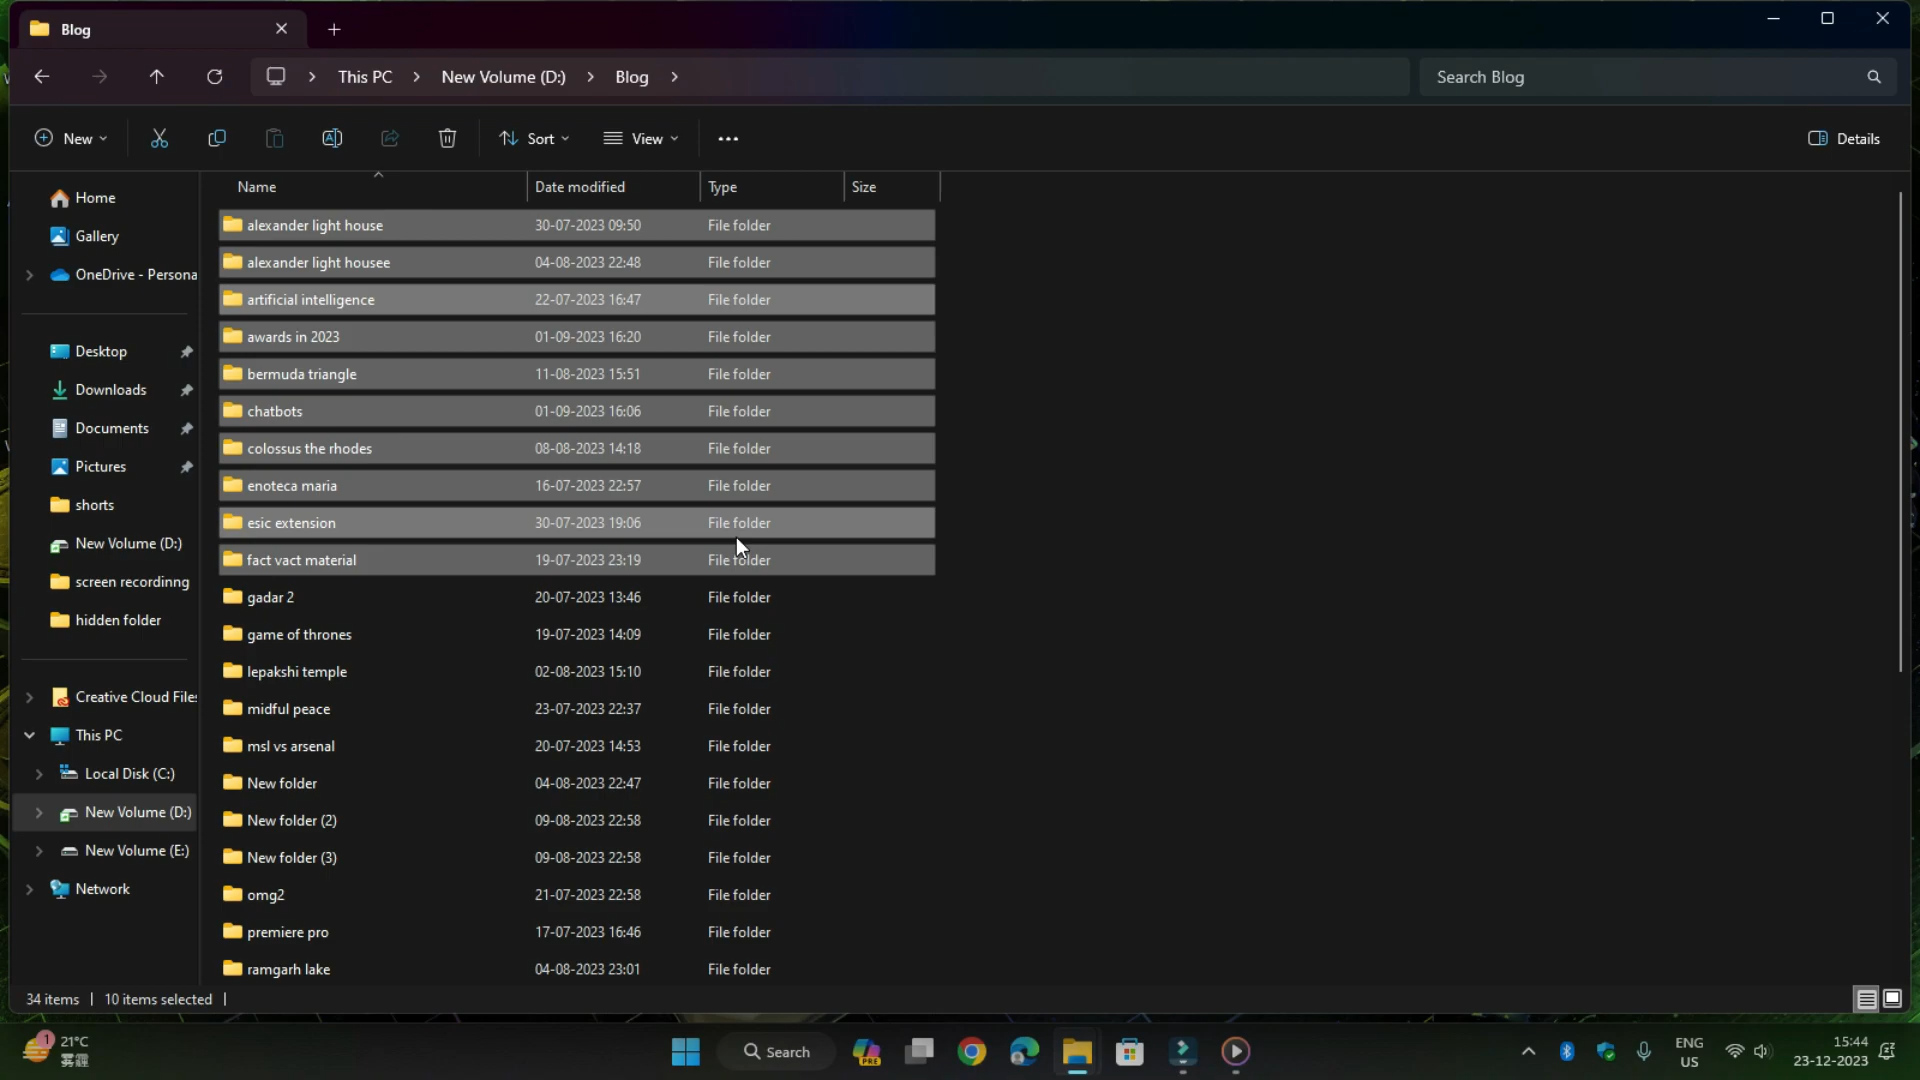 Blog
This PC
New Volume (D:)
Blog
Search Blog
New
Sort
View
Details
Name
Date modified
Type
Size
Home
Gallery
OneDrive - Persona
Desktop
Downloads
Documents
Pictures
shorts
New Volume (D:)
screen recordinng
hidden folder
Creative Cloud Files
This PC
Local Disk (C:)
New Volume (D:)
New Volume (E:)
Network
alexander light house 30-07-2023 09:50 File folder
alexander light housee 04-08-2023 22:48 File folder
artificial intelligence 22-07-2023 16:47 File folder
awards in 2023 01-09-2023 16:20 File folder
bermuda triangle 11-08-2023 15:51 File folder
chatbots 01-09-2023 16:06 File folder
colossus the rhodes 08-08-2023 14:18 File folder
enoteca maria 16-07-2023 22:57 File folder
esic extension 30-07-2023 19:06 File folder
fact vact material 19-07-2023 23:19 File folder
gadar 2 20-07-2023 13:46 File folder
game of thrones 19-07-2023 14:09 File folder
lepakshi temple 02-08-2023 15:10 File folder
midful peace 23-07-2023 22:37 File folder
msl vs arsenal 20-07-2023 14:53 File folder
New folder 04-08-2023 22:47 File folder
New folder (2) 09-08-2023 22:58 File folder
New folder (3) 09-08-2023 22:58 File folder
omg2 21-07-2023 22:58 File folder
premiere pro 17-07-2023 16:46 File folder
ramgarh lake 04-08-2023 23:01 File folder
34 items
10 items selected
1
21°C
雾霾
Search
PRE
ENG
US
15:44
23-12-2023